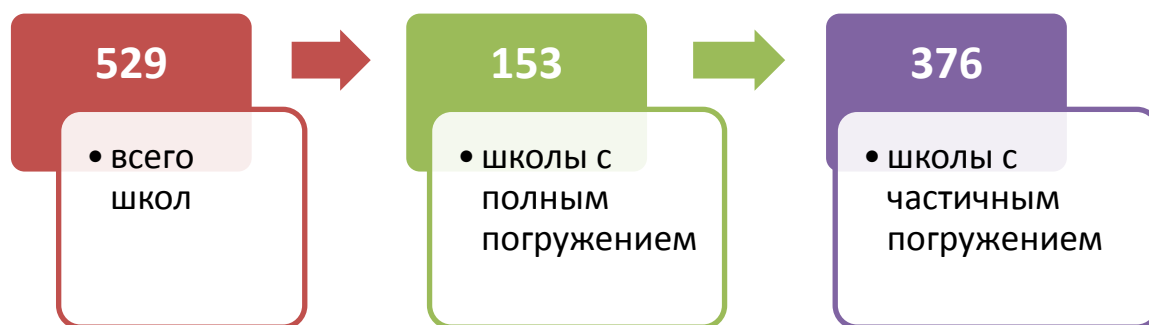 529
• всего
школ
153
• школы с
полным
погружением
376
• школы с
частичным
погружением